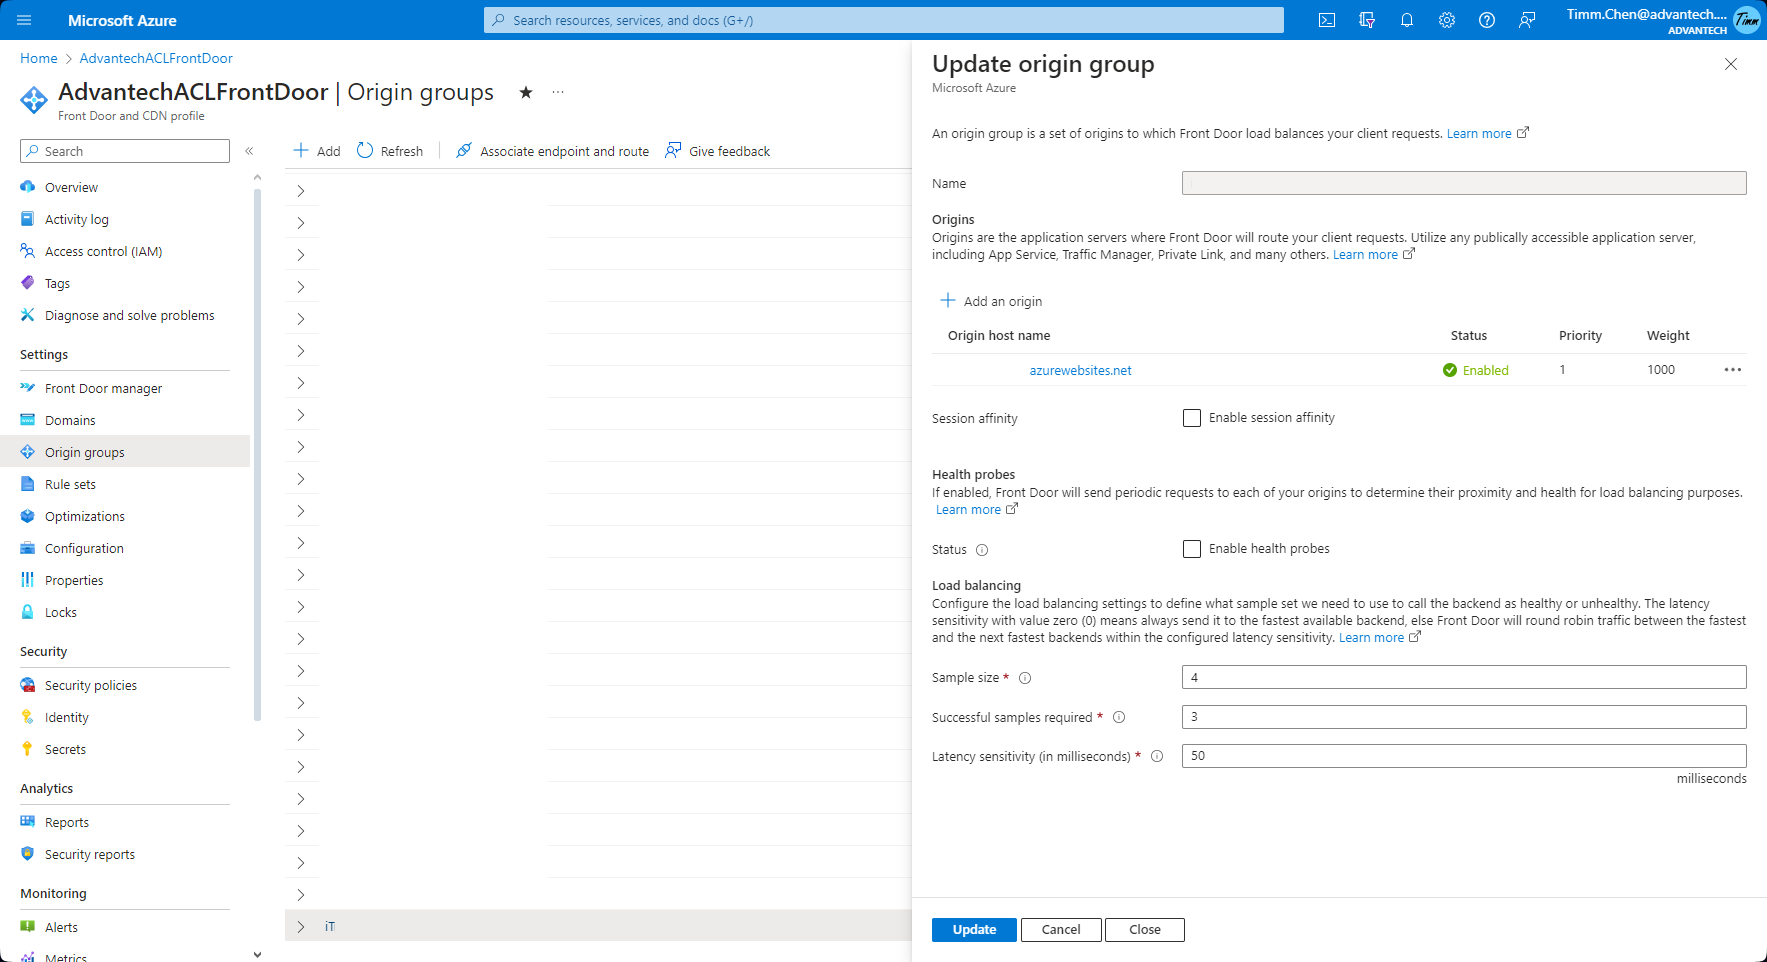 Microsoft Azure
Search resources, services, and docs (G+/)
Timm.Chen@advantech....
ADVANTECH
Timm
Home > AdvantechACLFrontDoor
AdvantechACLFrontDoor | Origin groups
Front Door and CDN profile
Search
Overview
Activity log
Access control (IAM)
Tags
Diagnose and solve problems
Settings
Front Door manager
Domains
Origin groups
Rule sets
Optimizations
Configuration
Properties
Locks
Security
Security policies
Identity
Secrets
Analytics
Reports
Security reports
Monitoring
Alerts
Metrics
Add
Refresh
Associate endpoint and route
Give feedback
iT
Update origin group
Microsoft Azure
An origin group is a set of origins to which Front Door load balances your client requests. Learn more
Name
Origins
Origins are the application servers where Front Door will route your client requests. Utilize any publically accessible application server,
including App Service, Traffic Manager, Private Link, and many others. Learn more
Add an origin
Origin host name Status Priority Weight
azurewebsites.net Enabled 1 1000
Session affinity Enable session affinity
Health probes
If enabled, Front Door will send periodic requests to each of your origins to determine their proximity and health for load balancing purposes.
Learn more
Status Enable health probes
Load balancing
Configure the load balancing settings to define what sample set we need to use to call the backend as healthy or unhealthy. The latency
sensitivity with value zero (0) means always send it to the fastest available backend, else Front Door will round robin traffic between the fastest
and the next fastest backends within the configured latency sensitivity. Learn more
Sample size * 4
Successful samples required * 3
Latency sensitivity (in milliseconds) * 50
milliseconds
Update Cancel Close